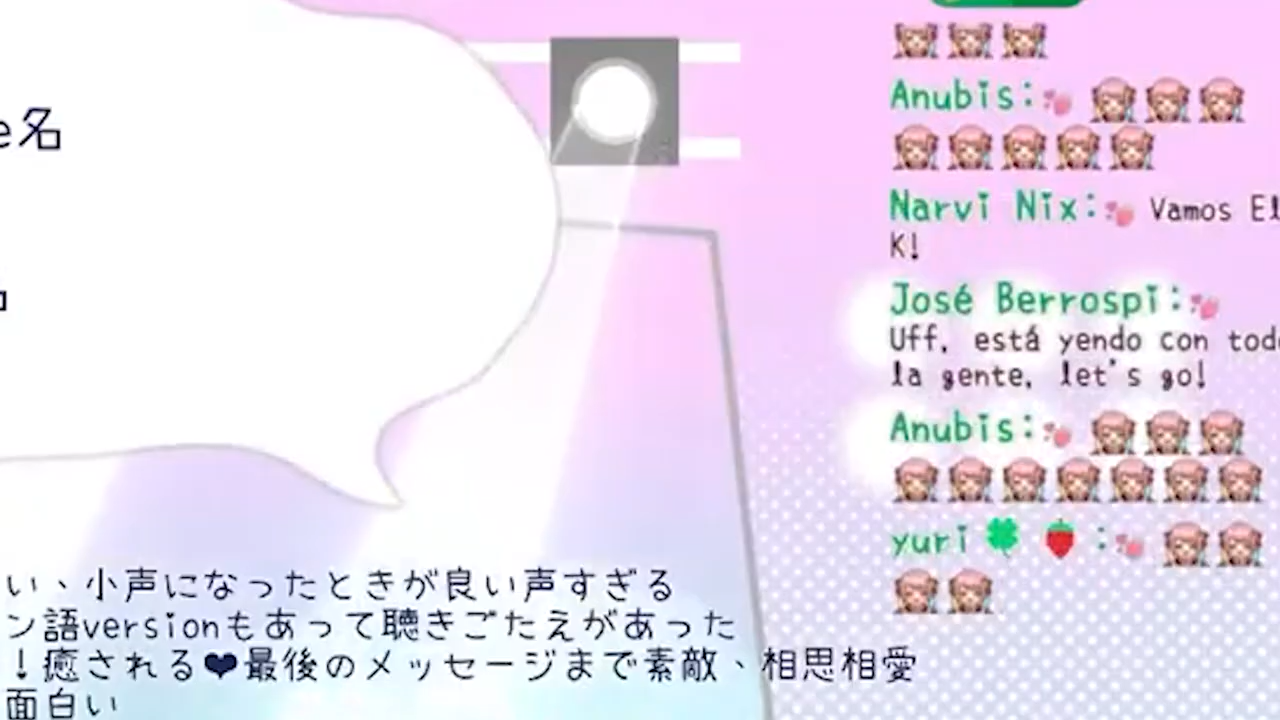 e名
Anubis:
Narvi Nix: Vamos El
K!
José Berrospi:
Uff, está yendo con tod
la gente, let's go!
Anubis:
yuri 🍀 🍓 :
い、小声になったときが良い声すぎる
ン語versionもあって聴きごたえがあった
！癒される❤最後のメッセージまで素敵、相思相愛
面白い